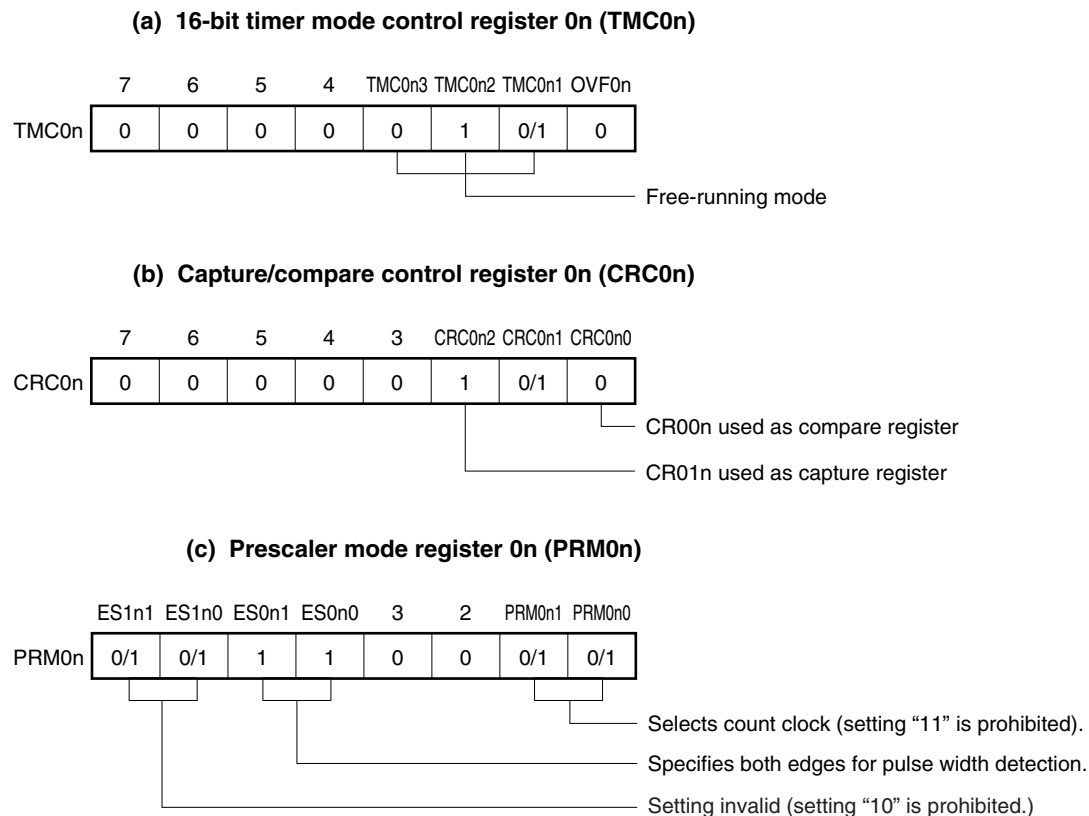 (a) 16-bit timer mode control register 0n (TMC0n)
7 6 5 4 TMC0n3 TMC0n2 TMC0n1 OVF0n
TMC0n 0 0 0 0 0 1 0/1 0
Free-running mode
(b) Capture/compare control register 0n (CRC0n)
7 6 5 4 3 CRC0n2 CRC0n1 CRC0n0
CRC0n 0 0 0 0 0 1 0/1 0
CR00n used as compare register
CR01n used as capture register
(c) Prescaler mode register 0n (PRM0n)
ES1n1 ES1n0 ES0n1 ES0n0 3 2 PRM0n1 PRM0n0
PRM0n 0/1 0/1 1 1 0 0 0/1 0/1
Selects count clock (setting “11” is prohibited).
Specifies both edges for pulse width detection.
Setting invalid (setting “10” is prohibited.)